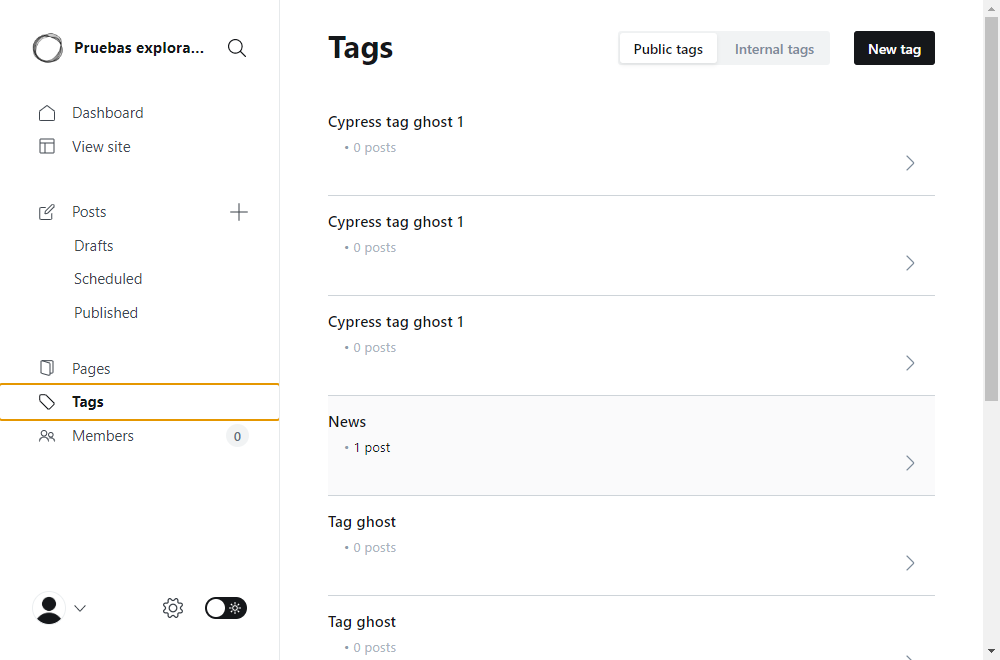 Pruebas explora...
Dashboard
View site
Posts
Drafts
Scheduled
Published
Pages
Tags
Members
0
Tags
Public tags
Internal tags
New tag
Cypress tag ghost 1
• 0 posts
Cypress tag ghost 1
• 0 posts
Cypress tag ghost 1
• 0 posts
News
• 1 post
Tag ghost
• 0 posts
Tag ghost
• 0 posts